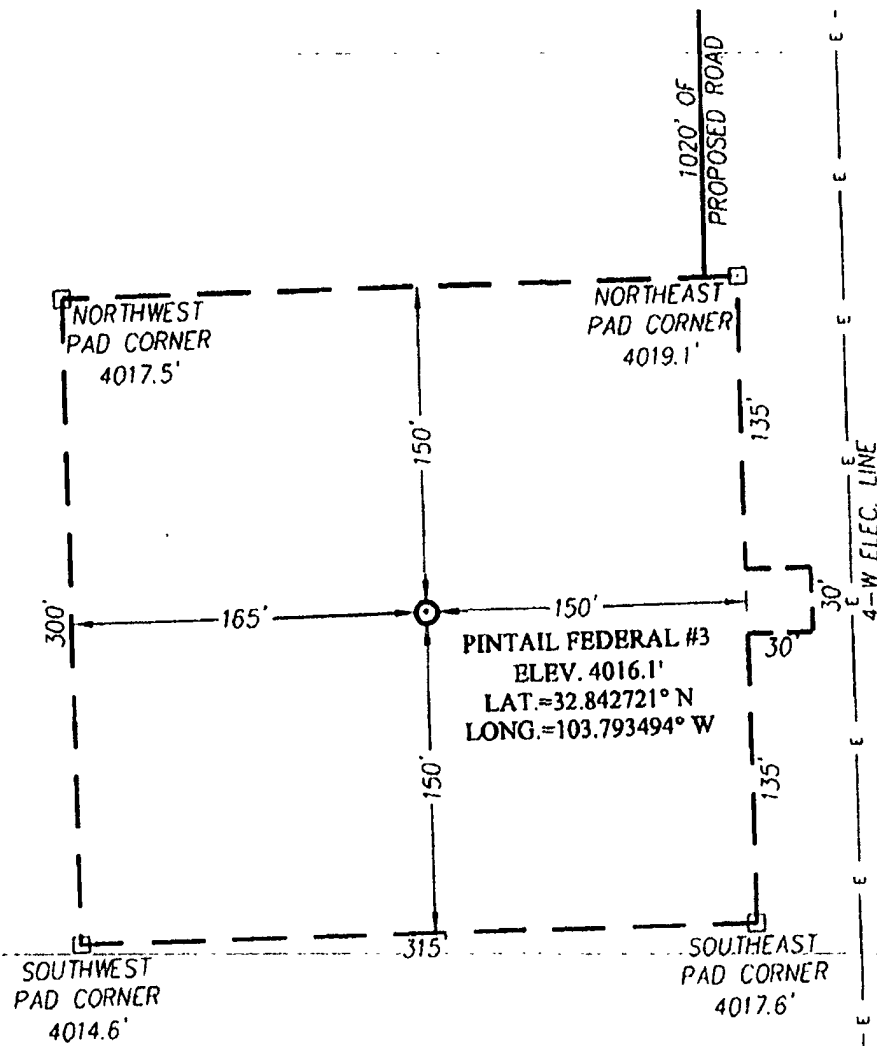 1020' OF
PROPOSED ROAD
E
E
E
E
E
E
E
E
E
4-W ELEC. LINE
NORTHWEST
PAD CORNER
4017.5'
NORTHEAST
PAD CORNER
4019.1'
150'
135'
300'
165'
150'
30'
30'
PINTAIL FEDERAL #3
ELEV. 4016.1'
LAT.=32.842721° N
LONG.=103.793494° W
150'
135'
315'
SOUTHWEST
PAD CORNER
4014.6'
SOUTHEAST
PAD CORNER
4017.6'